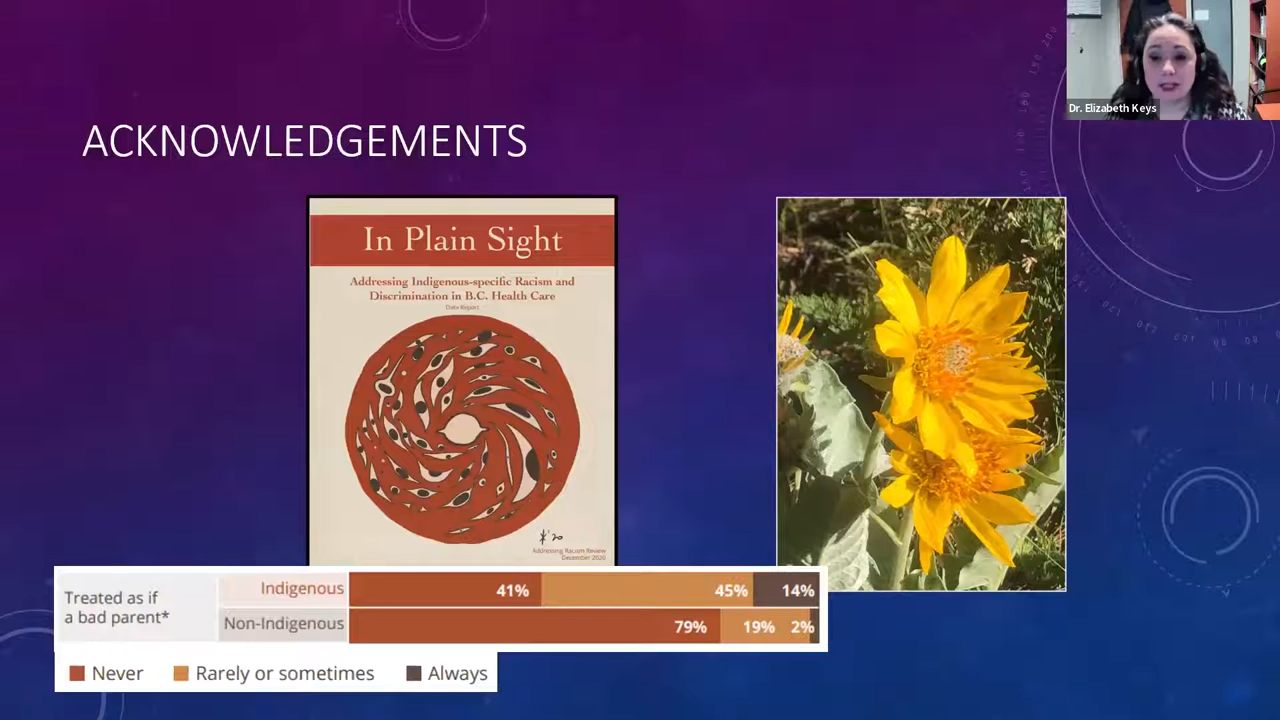 Dr. Elizabeth Keys
ACKNOWLEDGEMENTS
In Plain Sight
Addressing Indigenous-specific Racism and
Discrimination in B.C. Health Care
Data Report
Addressing Racism Review
December 2020
Treated as if
a bad parent*
Indigenous
41%
45%
14%
Non-Indigenous
79%
19%
2%
Never
Rarely or sometimes
Always